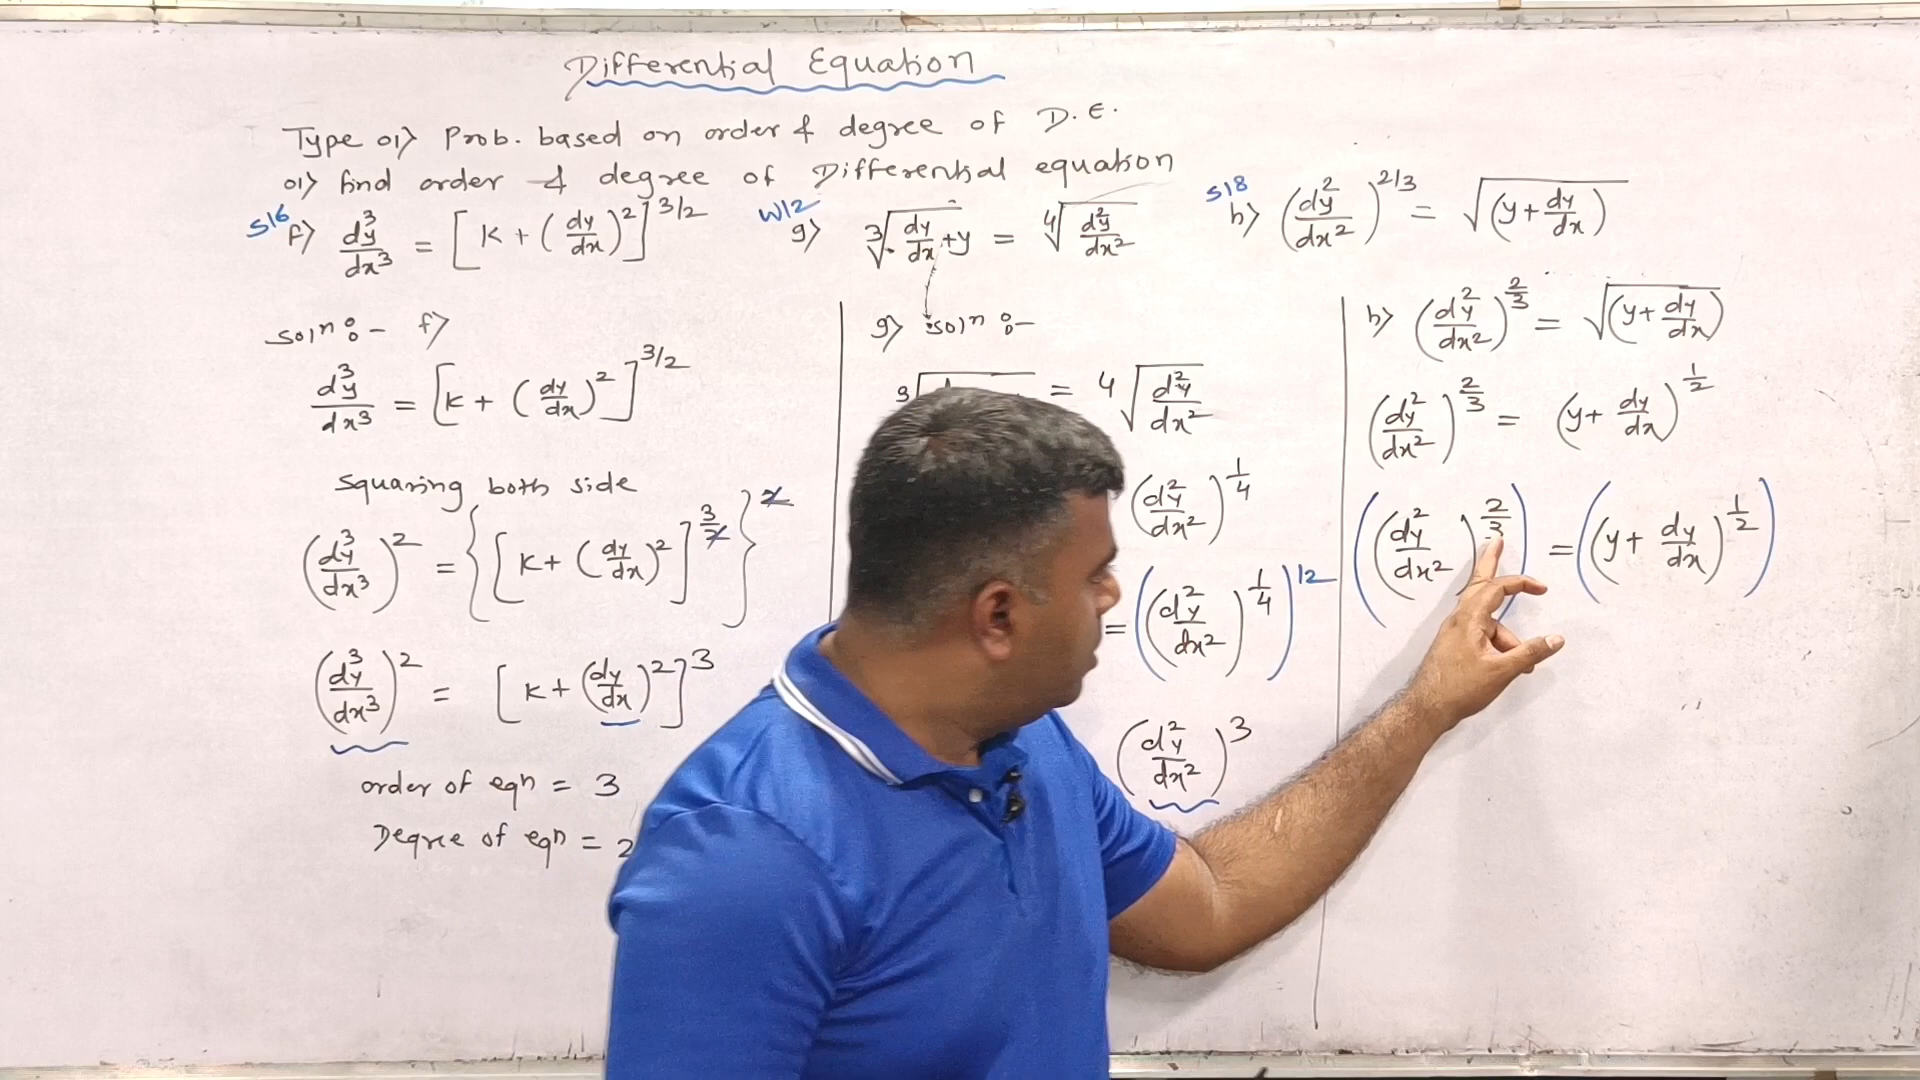 Differential Equation
Type 01> Prob. based on order & degree of D.E.
01> find order & degree of Differential equation
S16 f> d³y/dx³ = [K + (dy/dx)²]^3/2
W12 g> ∛(dy/dx + y) = ∜(d²y/dx²)
S18 h> (d²y/dx²)^2/3 = √(y + dy/dx)
soln :- f>
d³y/dx³ = [K + (dy/dx)²]^3/2
Squaring both side
(d³y/dx³)² = {[K + (dy/dx)²]^3/2}^2
(d³y/dx³)² = [K + (dy/dx)²]³
order of eqn = 3
Degree of eqn = 2
g> soln :-
= ∜(d²y/dx²)
(d²y/dx²)^1/4
= ((d²y/dx²)^1/4)^12
(d²y/dx²)³
h> (d²y/dx²)^2/3 = √(y + dy/dx)
(d²y/dx²)^2/3 = (y + dy/dx)^1/2
((d²y/dx²)^2/3) = ((y + dy/dx)^1/2)